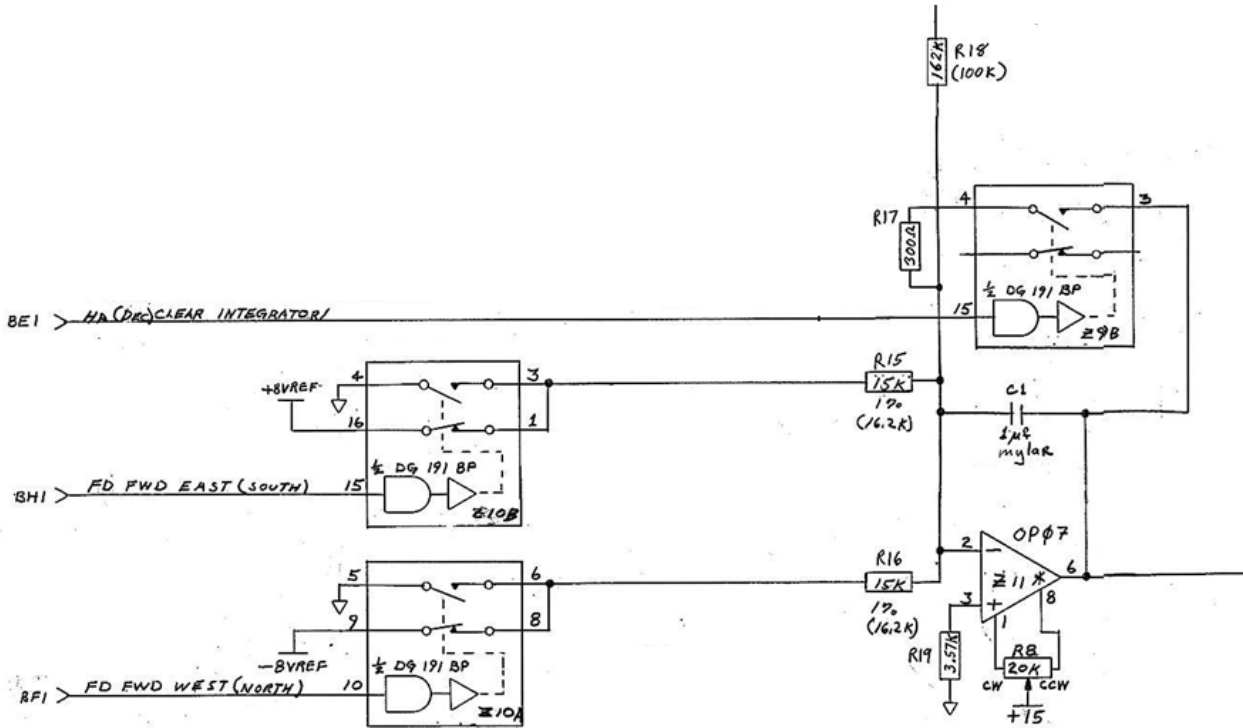 R18
162K
(100K)
4
3
R17
300Ω
½ DG 191 BP
15
Z9B
BE1
HA (DEC) CLEAR INTEGRATOR/
R15
15K
1%
(16.2K)
4
3
+8VREF
16
1
C1
1 µf
mylar
½ DG 191 BP
BH1
FD FWD EAST (SOUTH)
15
Z10B
OPØ7
2
−
Z11*
6
3
+
1
8
R16
15K
1%
(16.2K)
5
6
9
8
−8VREF
R19
3.57K
R8
20K
CW
CCW
+15
½ DG 191 BP
BF1
FD FWD WEST (NORTH)
10
Z10A